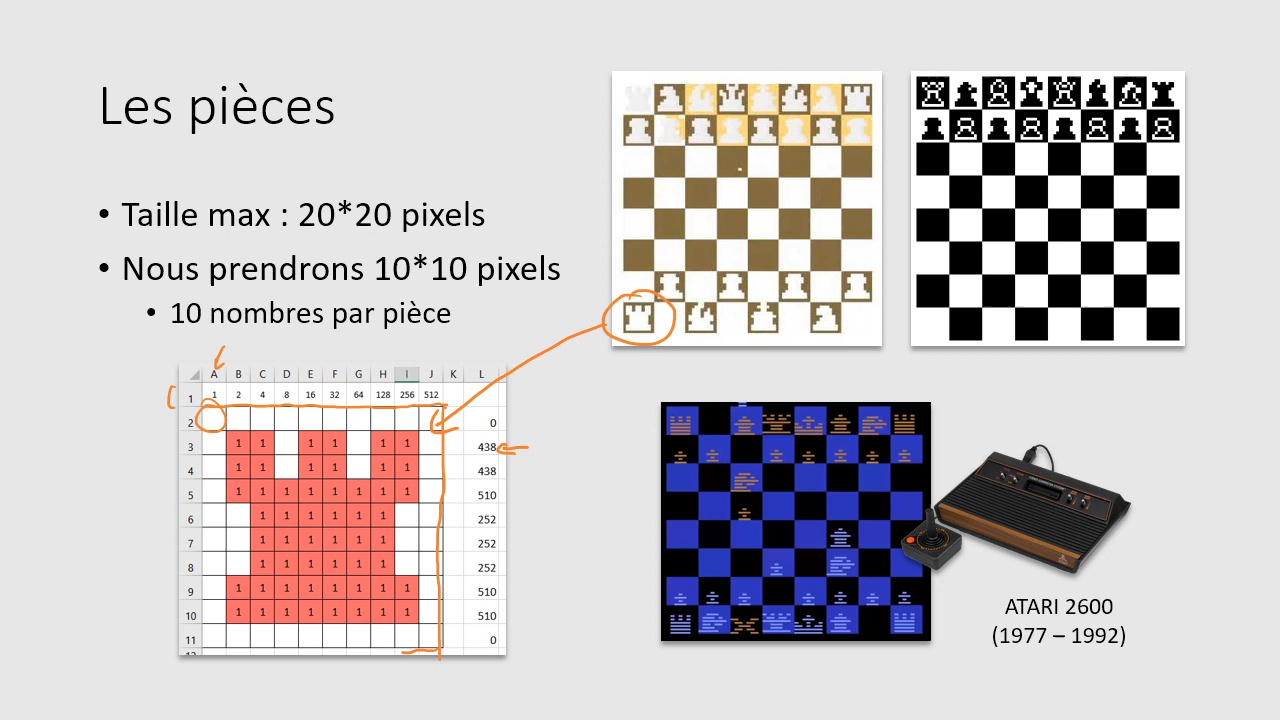 Les pièces
• Taille max : 20*20 pixels
• Nous prendrons 10*10 pixels
• 10 nombres par pièce
A B C D E F G H I J K L
1 1 2 4 8 16 32 64 128 256 512
2 0
3 1 1 1 1 1 1 438
4 1 1 1 1 1 1 438
5 1 1 1 1 1 1 1 1 510
6 1 1 1 1 1 1 252
7 1 1 1 1 1 1 252
8 1 1 1 1 1 1 252
9 1 1 1 1 1 1 1 1 510
10 1 1 1 1 1 1 1 1 510
11 0
12
ATARI 2600
(1977 – 1992)